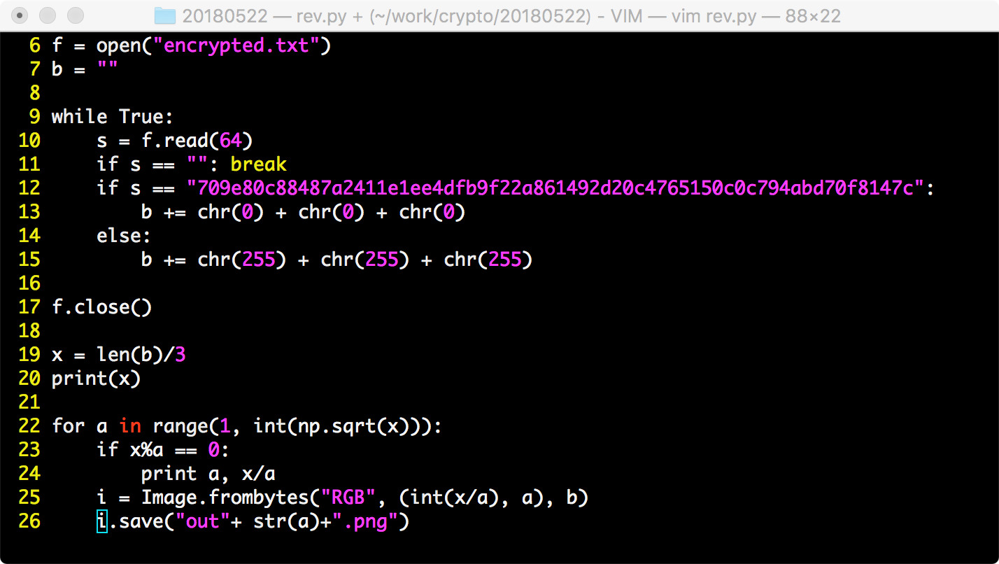 20180522 — rev.py + (~/work/crypto/20180522) - VIM — vim rev.py — 88×22
6 f = open("encrypted.txt")
7 b = ""
8
9 while True:
10     s = f.read(64)
11     if s == "": break
12     if s == "709e80c88487a2411e1ee4dfb9f22a861492d20c4765150c0c794abd70f8147c":
13         b += chr(0) + chr(0) + chr(0)
14     else:
15         b += chr(255) + chr(255) + chr(255)
16
17 f.close()
18
19 x = len(b)/3
20 print(x)
21
22 for a in range(1, int(np.sqrt(x))):
23     if x%a == 0:
24         print a, x/a
25     i = Image.frombytes("RGB", (int(x/a), a), b)
26     i.save("out"+ str(a)+".png")